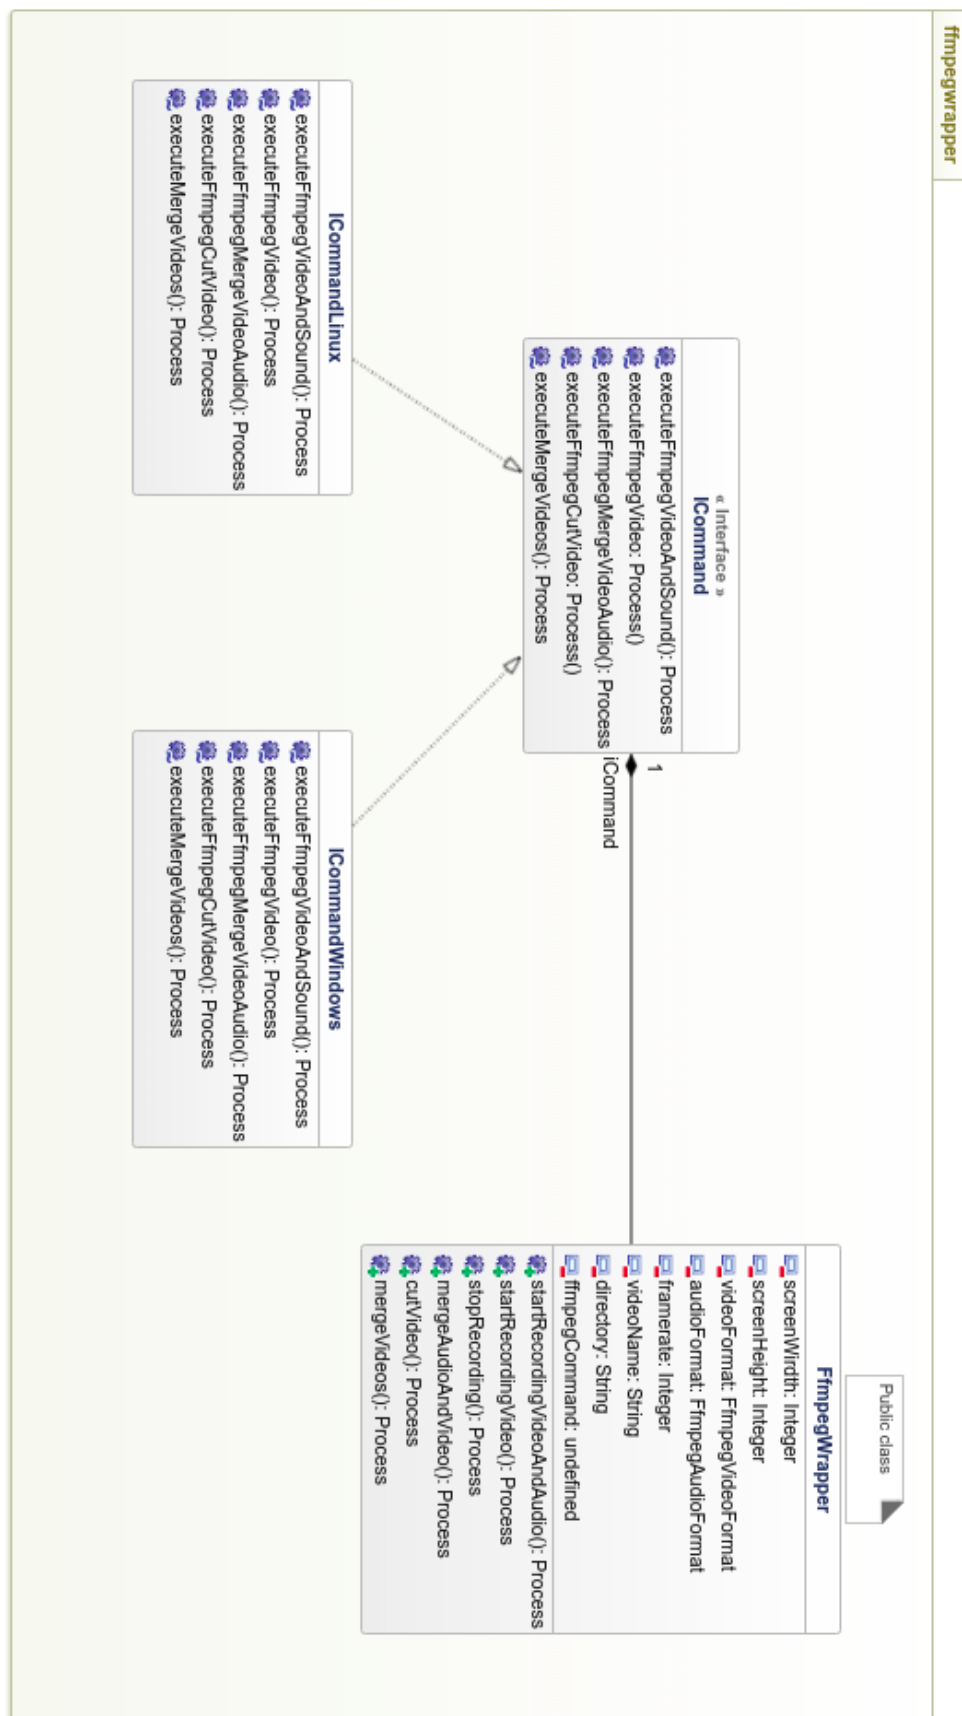 ffmpegwrapper
« Interface »
ICommand
executeFfmpegVideoAndSound(): Process
executeFfmpegVideo: Process()
executeFfmpegMergeVideoAudio(): Process
executeFfmpegCutVideo: Process()
executeMergeVideos(): Process
1
iCommand
Public class
FfmpegWrapper
screenWirdth: Integer
screenHeight: Integer
videoFormat: FfmpegVideoFormat
audioFormat: FfmpegAudioFormat
framerate: Integer
videoName: String
directory: String
ffmpegCommand: undefined
startRecordingVideoAndAudio(): Process
startRecordingVideo(): Process
stopRecording(): Process
mergeAudioAndVideo(): Process
cutVideo(): Process
mergeVideos(): Process
ICommandLinux
executeFfmpegVideoAndSound(): Process
executeFfmpegVideo(): Process
executeFfmpegMergeVideoAudio(): Process
executeFfmpegCutVideo(): Process
executeMergeVideos(): Process
ICommandWindows
executeFfmpegVideoAndSound(): Process
executeFfmpegVideo(): Process
executeFfmpegMergeVideoAudio(): Process
executeFfmpegCutVideo(): Process
executeMergeVideos(): Process